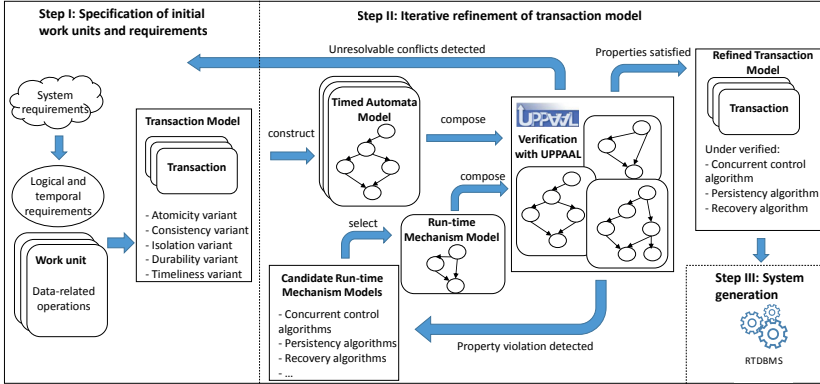 Step I: Specification of initial
work units and requirements
System
requirements
Logical and
temporal
requirements
Work unit
Data-related
operations
Transaction Model
Transaction
- Atomicity variant
- Consistency variant
- Isolation variant
- Durability variant
- Timeliness variant
Step II: Iterative refinement of transaction model
Unresolvable conflicts detected
construct
Timed Automata
Model
compose
select
Run-time
Mechanism Model
compose
Candidate Run-time
Mechanism Models
- Concurrent control
algorithms
- Persistency algorithms
- Recovery algorithms
- ...
UPPAAL
Verification
with UPPAAL
Property violation detected
Properties satisfied
Refined Transaction
Model
Transaction
Under verified:
- Concurrent control
algorithm
- Persistency algorithm
- Recovery algorithm
Step III: System
generation
RTDBMS